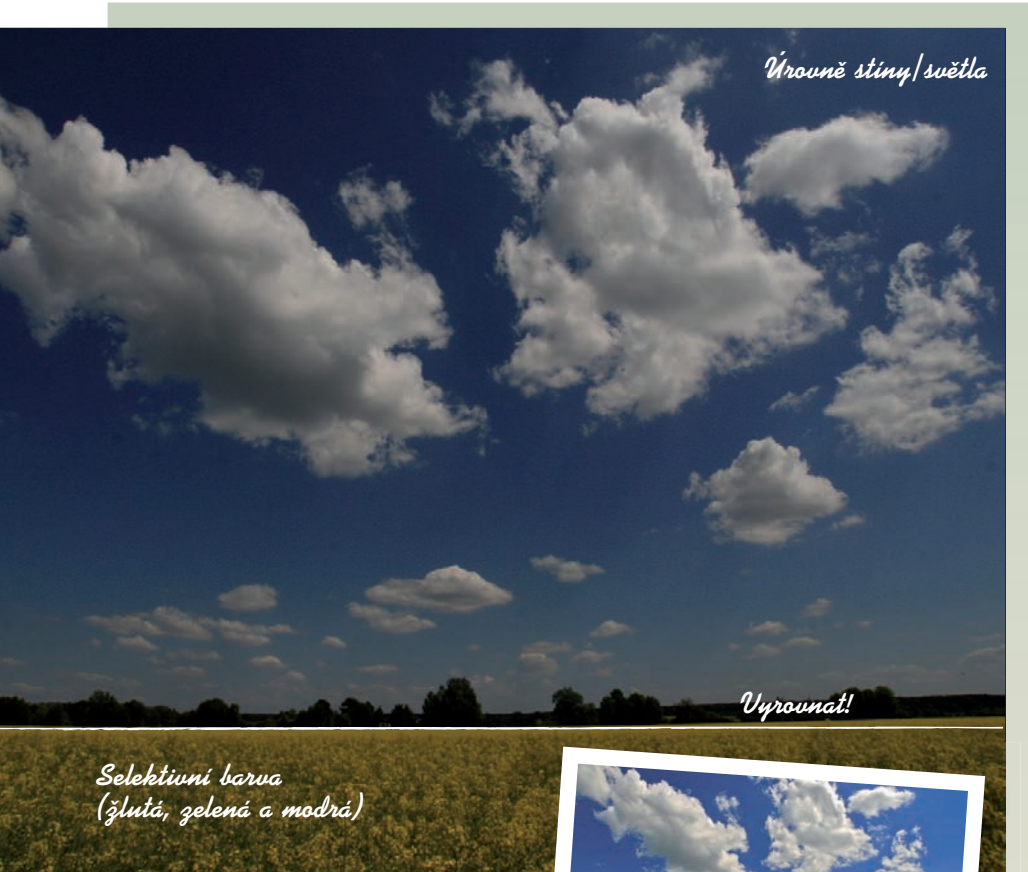 Úrovně stíny/světla
Vyrovnat!
Selektivní barva
(žlutá, zelená a modrá)